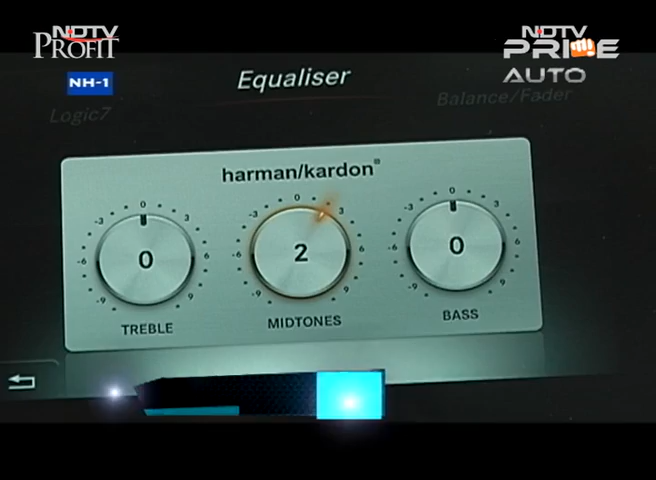 NDTV
PROFIT
NDTV
PRIME
AUTO
NH-1
Equaliser
Logic7
Balance/Fader
harman/kardon®
0
-3 3
-6 6
-9 9
0
TREBLE
0
-3 3
-6 6
-9 9
2
MIDTONES
0
-3 3
-6 6
-9 9
0
BASS